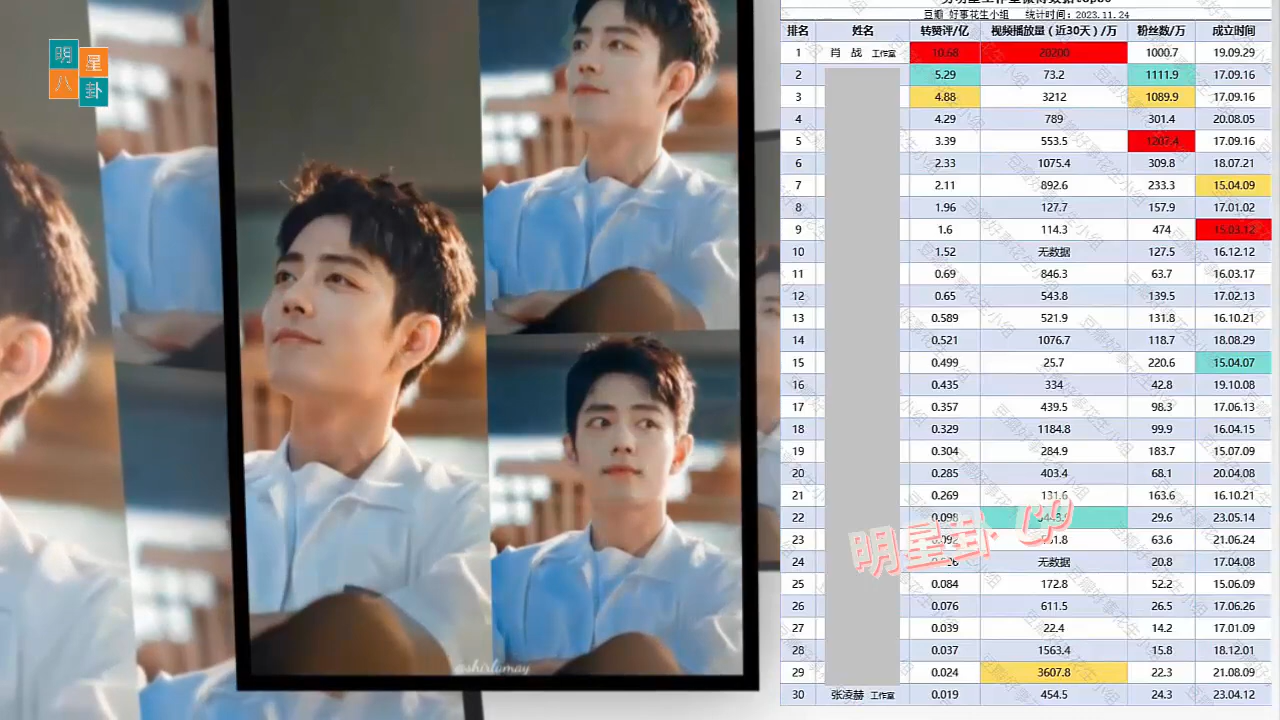 明星
八卦
豆瓣 好事花生小组 统计时间：2023.11.24
排名 姓名 转赞评/亿 视频播放量（近30天）/万 粉丝数/万 成立时间
1 肖 战 工作室 10.68 20200 1000.7 19.09.29
2 5.29 73.2 1111.9 17.09.16
3 4.88 3212 1089.9 17.09.16
4 4.29 789 301.4 20.08.05
5 3.39 553.5 1207.4 17.09.16
6 2.33 1075.4 309.8 18.07.21
7 2.11 892.6 233.3 15.04.09
8 1.96 127.7 157.9 17.01.02
9 1.6 114.3 474 15.03.12
10 1.52 无数据 127.5 16.12.12
11 0.69 846.3 63.7 16.03.17
12 0.65 543.8 139.5 17.02.13
13 0.589 521.9 131.8 16.10.21
14 0.521 1076.7 118.7 18.08.29
15 0.499 25.7 220.6 15.04.07
16 0.435 334 42.8 19.10.08
17 0.357 439.5 98.3 17.06.13
18 0.329 1184.8 99.9 16.04.15
19 0.304 284.9 183.7 15.07.09
20 0.285 403.4 68.1 20.04.08
21 0.269 131.6 163.6 16.10.21
22 0.098 29.6 23.05.14
23 63.6 21.06.24
24 无数据 20.8 17.04.08
25 0.084 172.8 52.2 15.06.09
26 0.076 611.5 26.5 17.06.26
27 0.039 22.4 14.2 17.01.09
28 0.037 1563.4 15.8 18.12.01
29 0.024 3607.8 22.3 21.08.09
30 张凌赫 工作室 0.019 454.5 24.3 23.04.12
明星卦·CP
@shirlymay